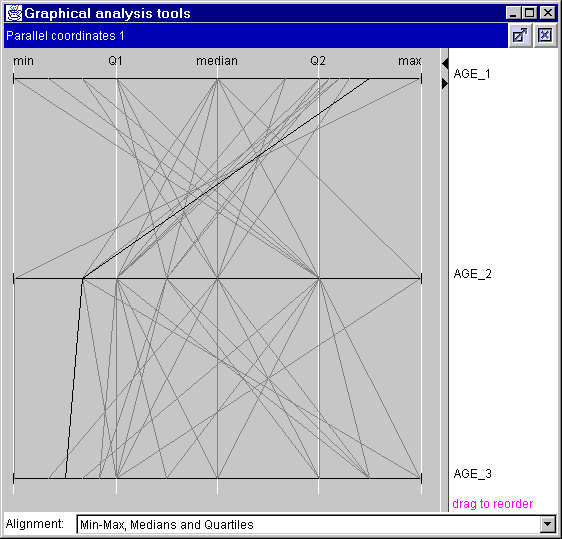 Graphical analysis tools
Parallel coordinates 1
min Q1 median Q2 max
AGE_1
AGE_2
AGE_3
drag to reorder
Alignment: Min-Max, Medians and Quartiles